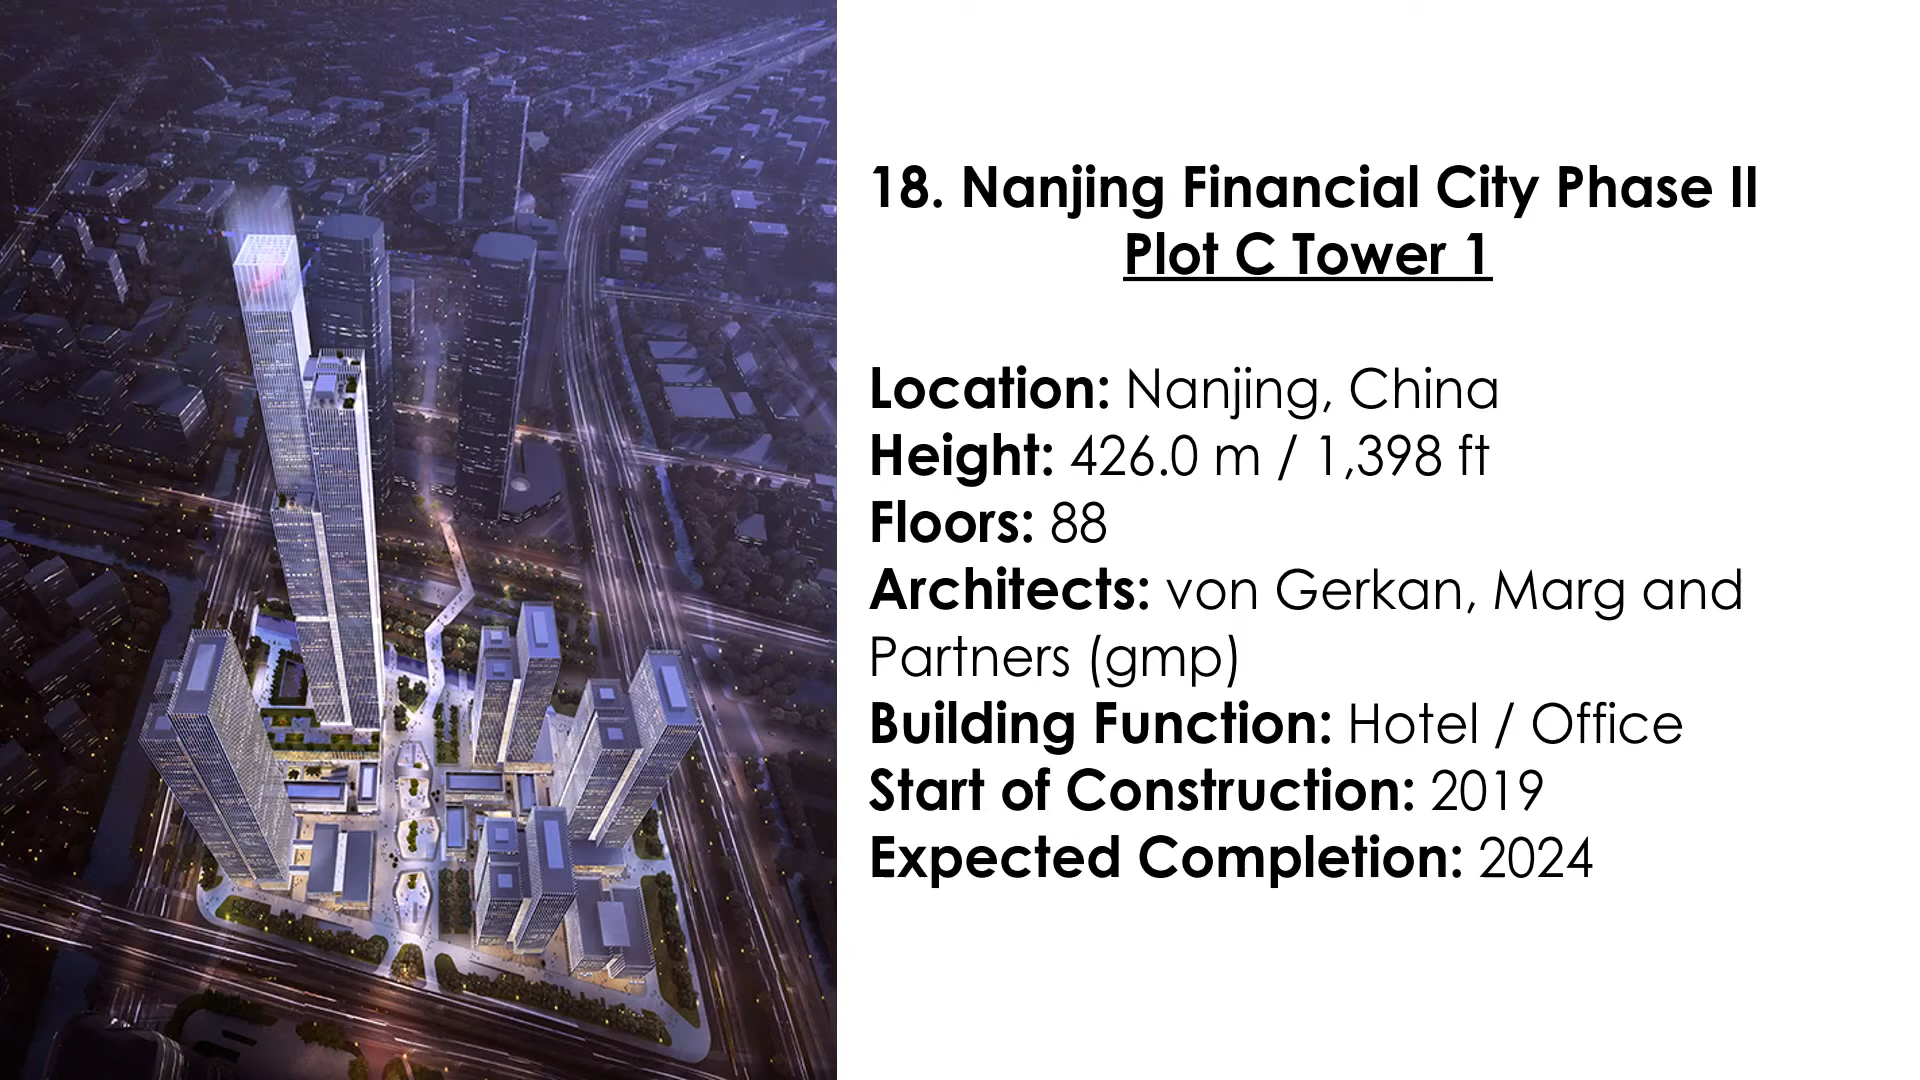 18. Nanjing Financial City Phase II
Plot C Tower 1
Location: Nanjing, China
Height: 426.0 m / 1,398 ft
Floors: 88
Architects: von Gerkan, Marg and
Partners (gmp)
Building Function: Hotel / Office
Start of Construction: 2019
Expected Completion: 2024